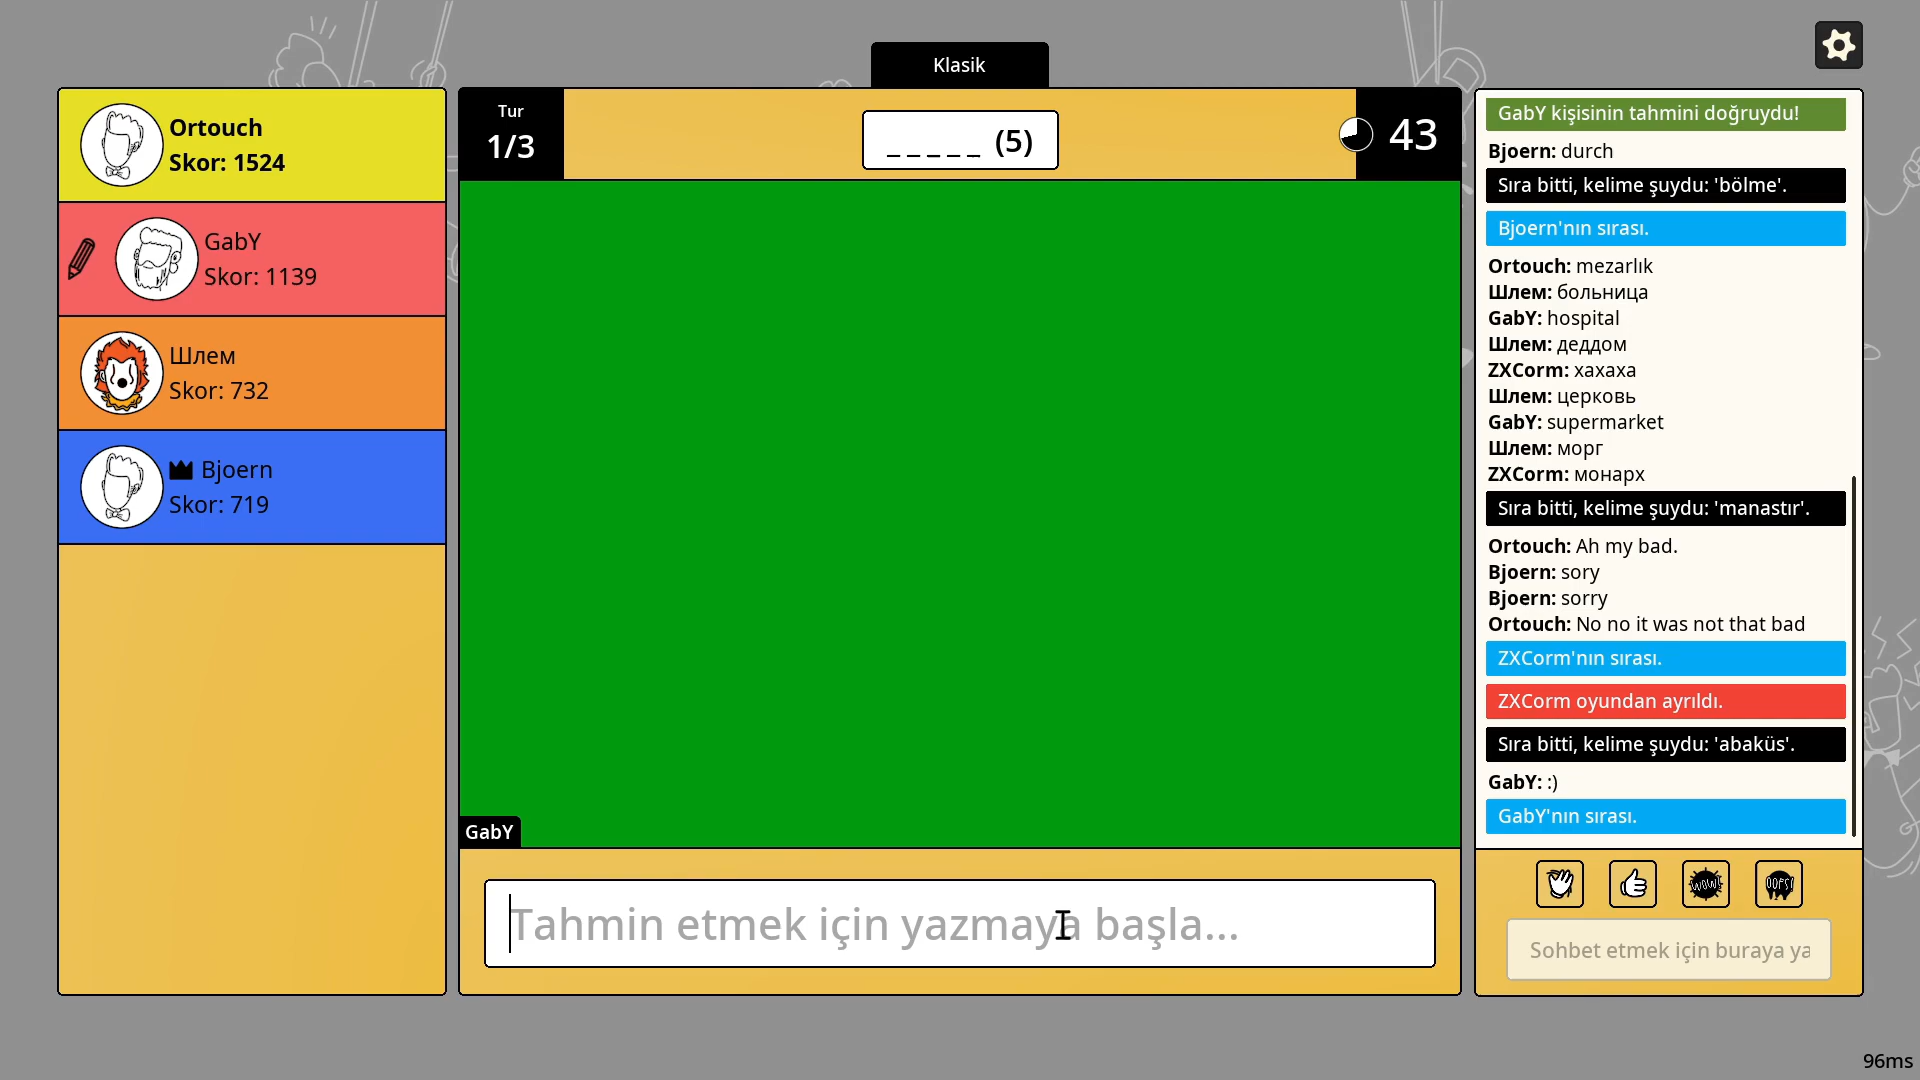 Klasik
Ortouch
Skor: 1524
GabY
Skor: 1139
Шлем
Skor: 732
Bjoern
Skor: 719
Tur
1/3
_ _ _ _ _ (5)
43
GabY
Tahmin etmek için yazmaya başla...
GabY kişisinin tahmini doğruydu!
Bjoern: durch
Sıra bitti, kelime şuydu: 'bölme'.
Bjoern'nın sırası.
Ortouch: mezarlık
Шлем: больница
GabY: hospital
Шлем: деддом
ZXCorm: хахаха
Шлем: церковь
GabY: supermarket
Шлем: морг
ZXCorm: монарх
Sıra bitti, kelime şuydu: 'manastır'.
Ortouch: Ah my bad.
Bjoern: sory
Bjoern: sorry
Ortouch: No no it was not that bad
ZXCorm'nın sırası.
ZXCorm oyundan ayrıldı.
Sıra bitti, kelime şuydu: 'abaküs'.
GabY: :)
GabY'nın sırası.
WOW!
OOPS!
Sohbet etmek için buraya ya
96ms